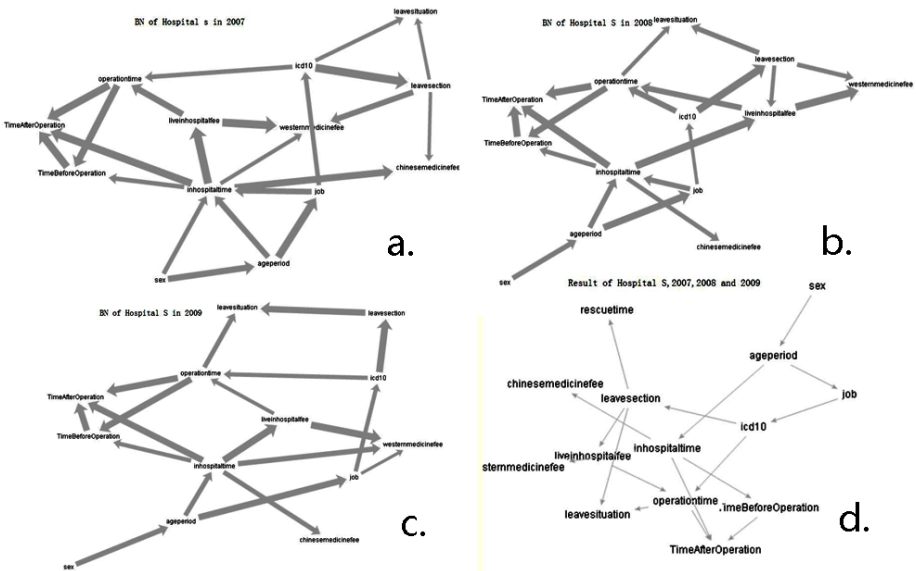 BN of Hospital s in 2007
leavesituation
icd10
operationtime
leavesection
liveinhospitalfee
TimeAfterOperation
westernmedicinefee
TimeBeforeOperation
chinesemedicinefee
inhospitaltime
job
ageperiod
sex
a.
BN of Hospital S in 2008
leavesituation
leavesection
operationtime
westernmedicinefee
TimeAfterOperation
icd10
liveinhospitalfee
TimeBeforeOperation
inhospitaltime
job
ageperiod
chinesemedicinefee
sex
b.
BN of Hospital S in 2009
leavesituation
leavesection
operationtime
icd10
TimeAfterOperation
liveinhospitalfee
TimeBeforeOperation
westernmedicinefee
inhospitaltime
job
ageperiod
chinesemedicinefee
sex
c.
Result of Hospital S,2007,2008 and 2009
sex
rescuetime
ageperiod
chinesemedicinefee
job
leavesection
icd10
inhospitaltime
liveinhospitalfee
sternmedicinefee
operationtime
imeBeforeOperation
leavesituation
TimeAfterOperation
d.